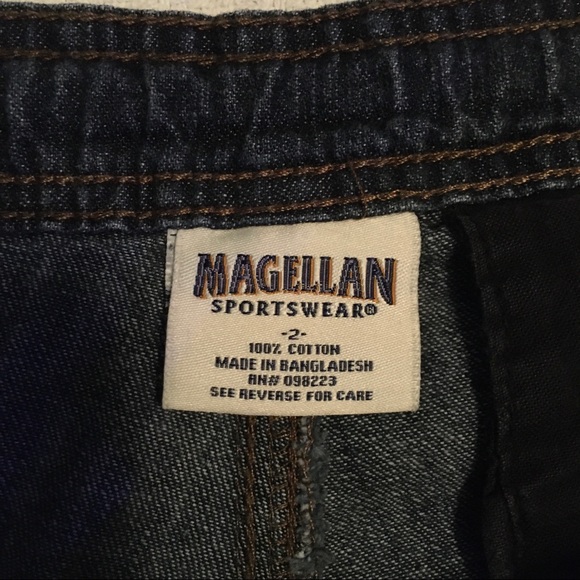 MAGELLAN
SPORTSWEAR®
-2-
100% COTTON
MADE IN BANGLADESH
RN# 098223
SEE REVERSE FOR CARE